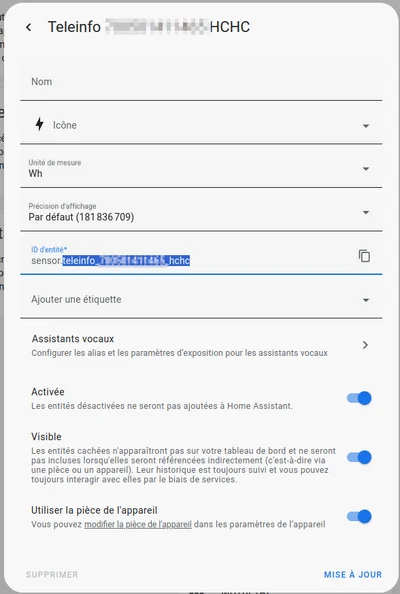 Teleinfo HCHC
Nom
Icône
Unité de mesure
Wh
Précision d'affichage
Par défaut (181 836 709)
ID d'entité*
sensor.teleinfo_ _hchc
Ajouter une étiquette
Assistants vocaux
Configurer les alias et les paramètres d'exposition pour les assistants vocaux
Activée
Les entités désactivées ne seront pas ajoutées à Home Assistant.
Visible
Les entités cachées n'apparaîtront pas sur votre tableau de bord et ne seront
pas incluses lorsqu'elles seront référencées indirectement (c'est-à-dire via
une pièce ou un appareil). Leur historique est toujours suivi et vous pouvez
toujours interagir avec elles par le biais de services.
Utiliser la pièce de l'appareil
Vous pouvez modifier la pièce de l'appareil dans les paramètres de l'appareil
SUPPRIMER
MISE À JOUR